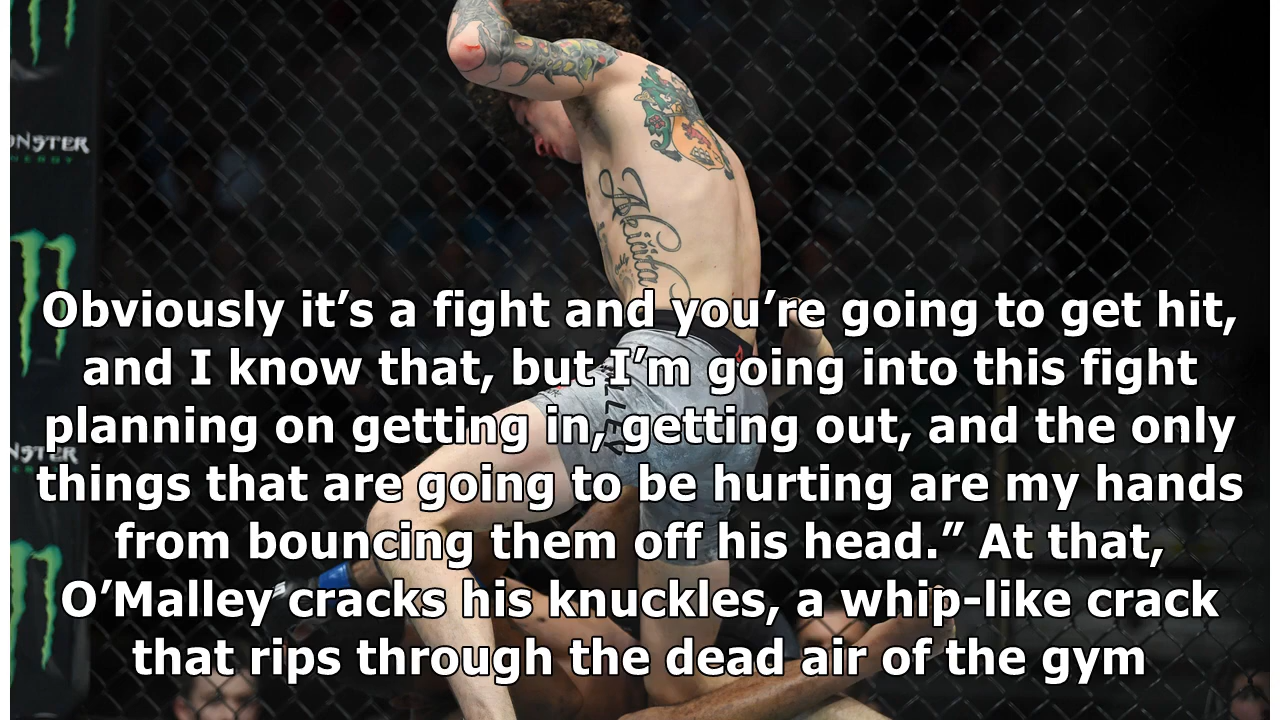 ONSTER
ENERGY
Obviously it’s a fight and you’re going to get hit,
and I know that, but I’m going into this fight
planning on getting in, getting out, and the only
things that are going to be hurting are my hands
from bouncing them off his head.” At that,
O’Malley cracks his knuckles, a whip-like crack
that rips through the dead air of the gym